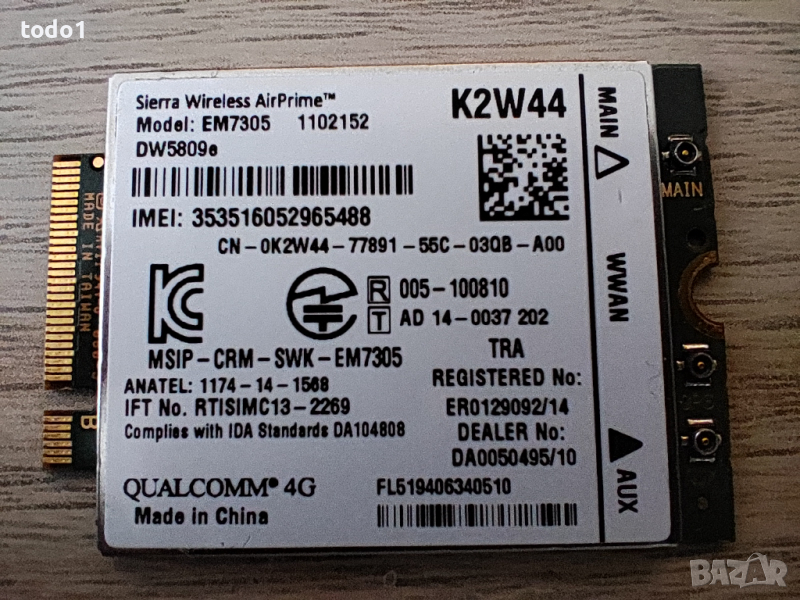 todo1
Sierra Wireless AirPrime™
Model: EM7305 1102152
DW5809e
K2W44
IMEI: 353516052965488
CN-0K2W44-77891-55C-03QB-A00
R 005-100810
T AD 14-0037 202
MSIP-CRM-SWK-EM7305
ANATEL: 1174-14-1568
IFT No. RTISIMC13-2269
Complies with IDA Standards DA104808
TRA
REGISTERED No:
ER0129092/14
DEALER No:
DA0050495/10
QUALCOMM® 4G
Made in China
FL519406340510
MAIN
WWAN
AUX
MAIN
MADE IN TAIWAN
B
BAZAR